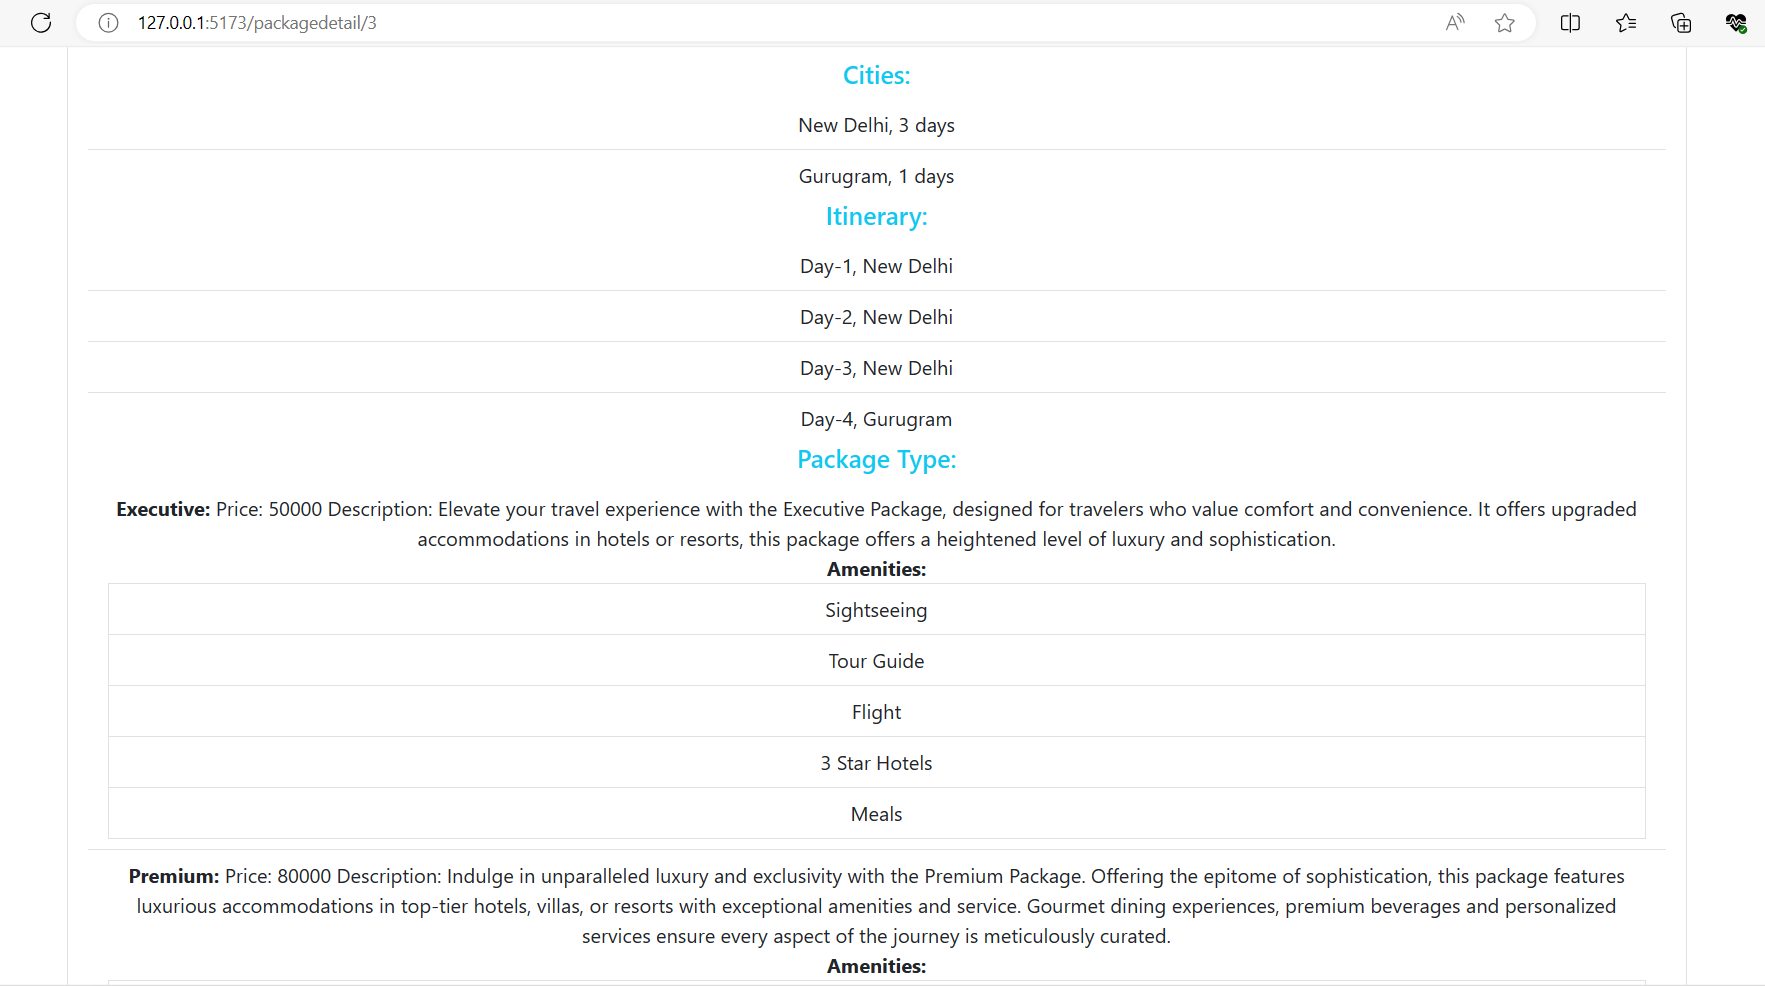 127.0.0.1:5173/packagedetail/3
Cities:
New Delhi, 3 days
Gurugram, 1 days
Itinerary:
Day-1, New Delhi
Day-2, New Delhi
Day-3, New Delhi
Day-4, Gurugram
Package Type:
Executive: Price: 50000 Description: Elevate your travel experience with the Executive Package, designed for travelers who value comfort and convenience. It offers upgraded
accommodations in hotels or resorts, this package offers a heightened level of luxury and sophistication.
Amenities:
Sightseeing
Tour Guide
Flight
3 Star Hotels
Meals
Premium: Price: 80000 Description: Indulge in unparalleled luxury and exclusivity with the Premium Package. Offering the epitome of sophistication, this package features
luxurious accommodations in top-tier hotels, villas, or resorts with exceptional amenities and service. Gourmet dining experiences, premium beverages and personalized
services ensure every aspect of the journey is meticulously curated.
Amenities: